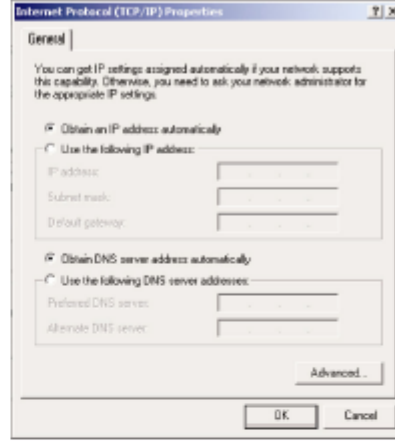 Internet Protocol (TCP/IP) Properties
General
You can get IP settings assigned automatically if your network supports
this capability. Otherwise, you need to ask your network administrator for
the appropriate IP settings.
Obtain an IP address automatically
Use the following IP address:
IP address:
Subnet mask:
Default gateway:
Obtain DNS server address automatically
Use the following DNS server addresses:
Preferred DNS server:
Alternate DNS server:
Advanced...
OK Cancel